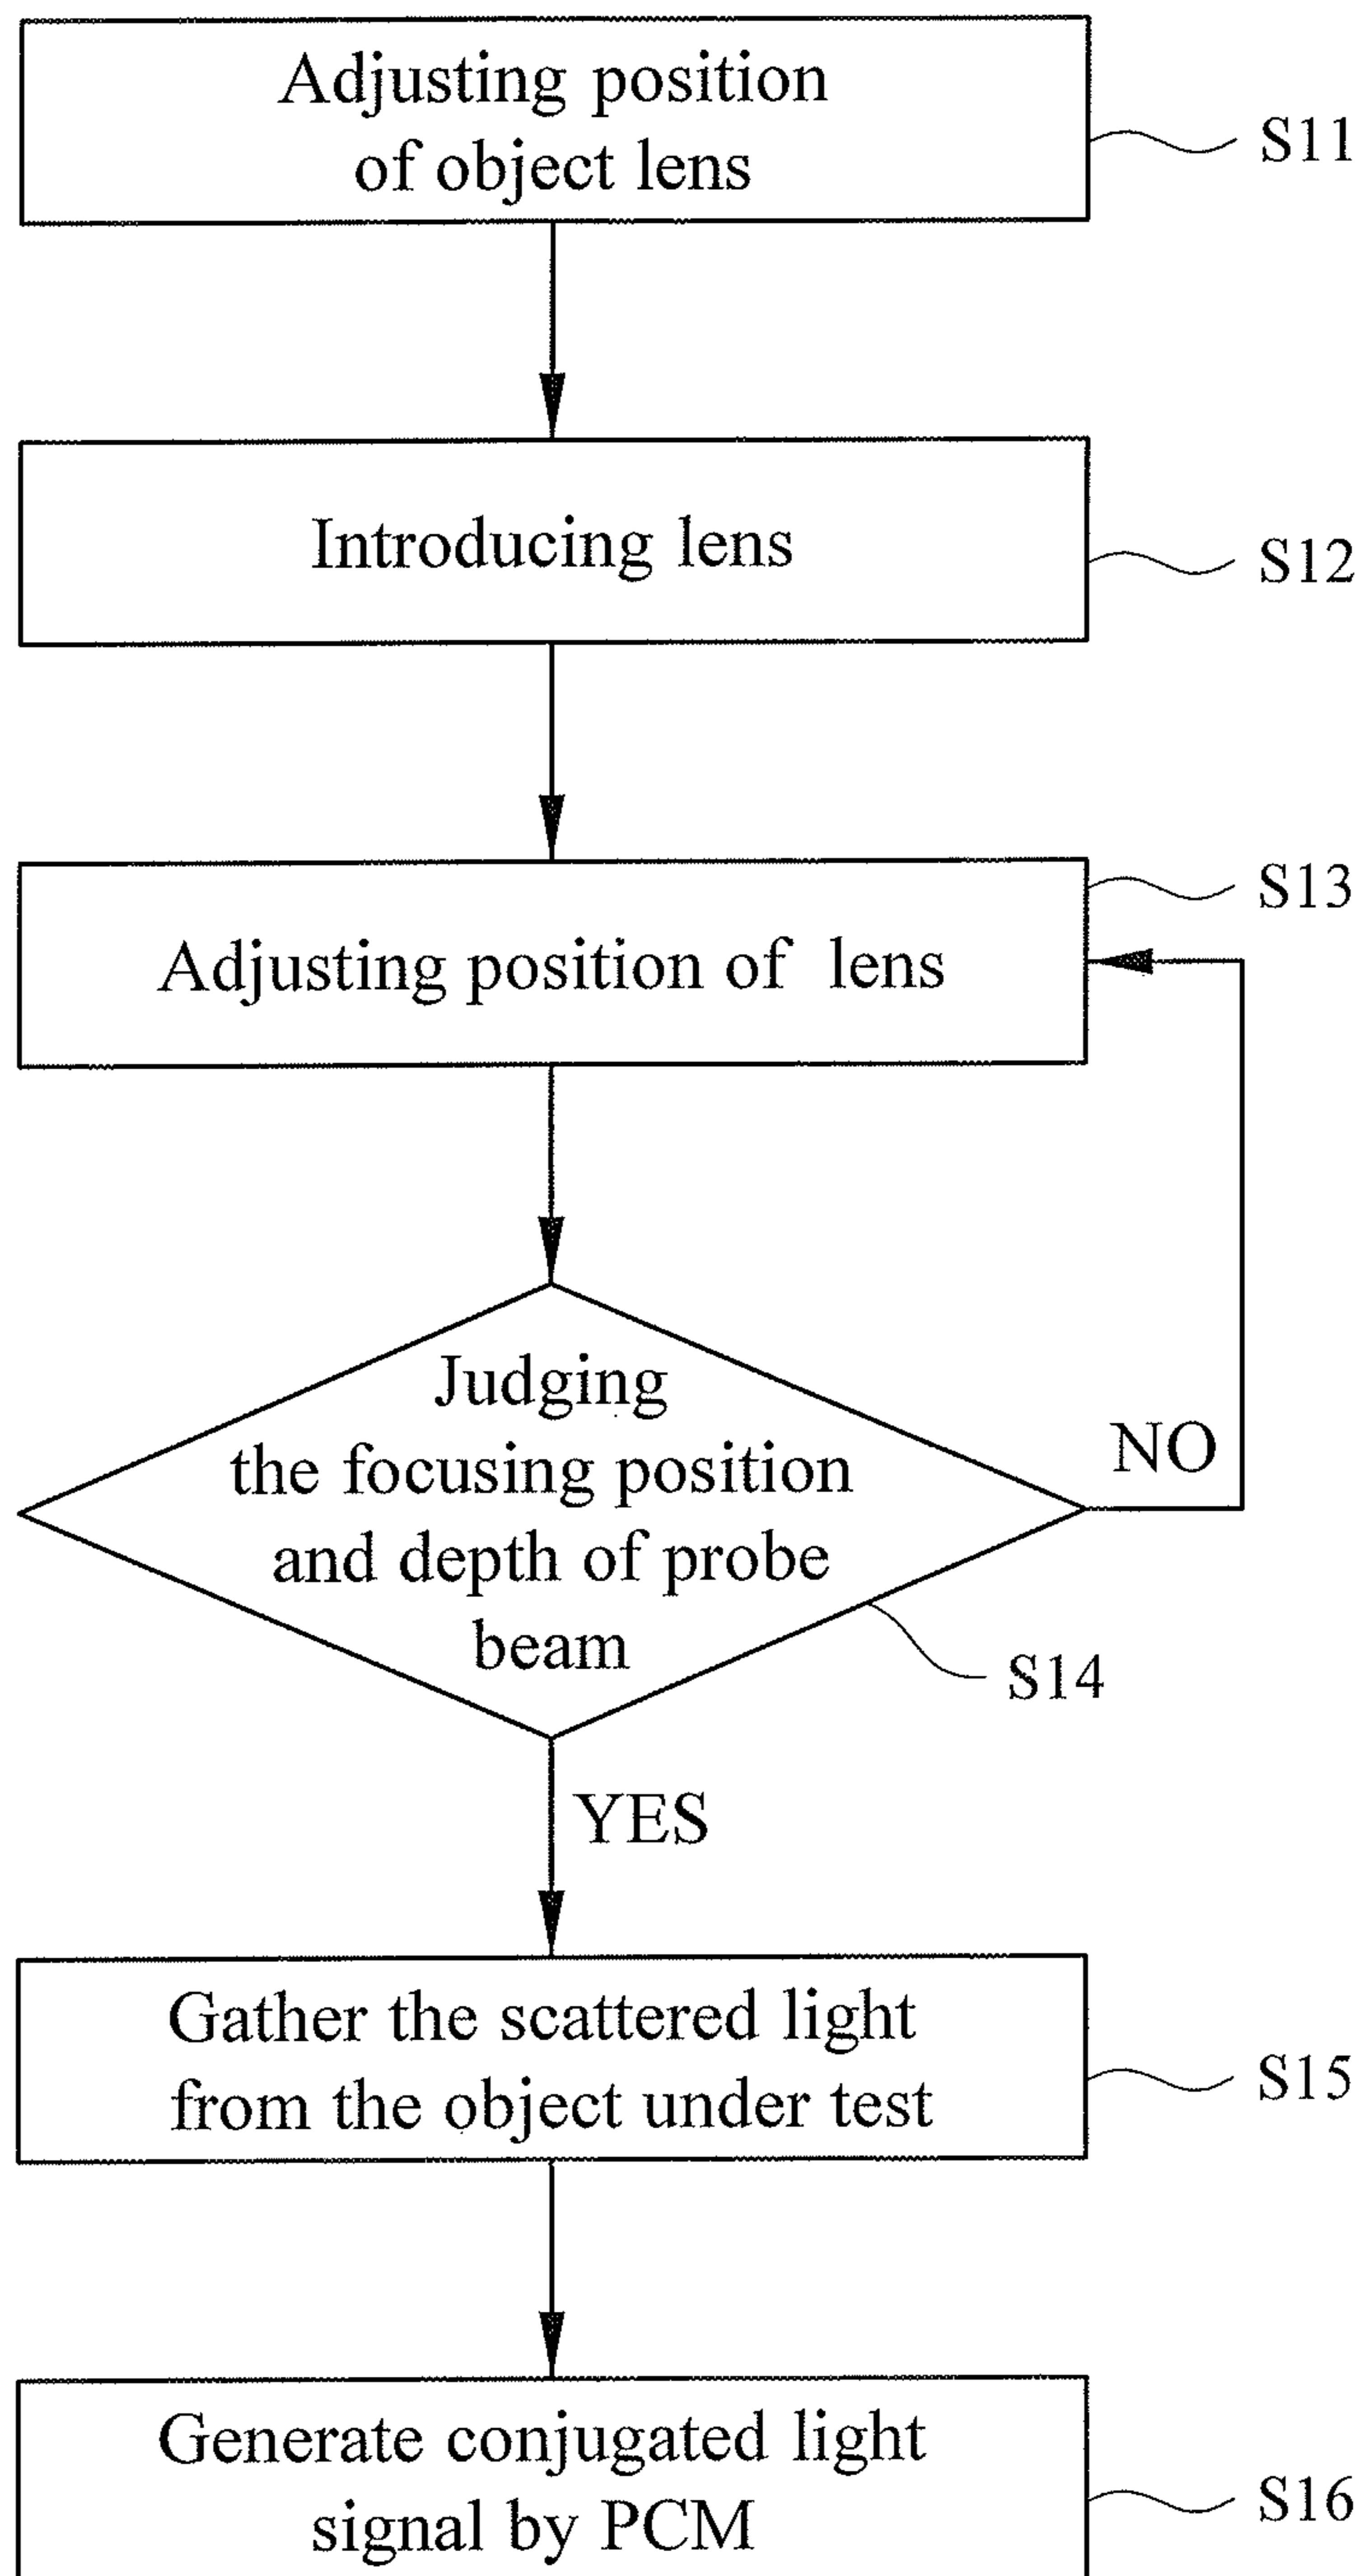 Adjusting position
of object lens
S11
Introducing lens
S12
S13
Adjusting position of lens
Judging
the focusing position
and depth of probe
beam
NO
S14
YES
Gather the scattered light
from the object under test
S15
Generate conjugated light
signal by PCM
S16